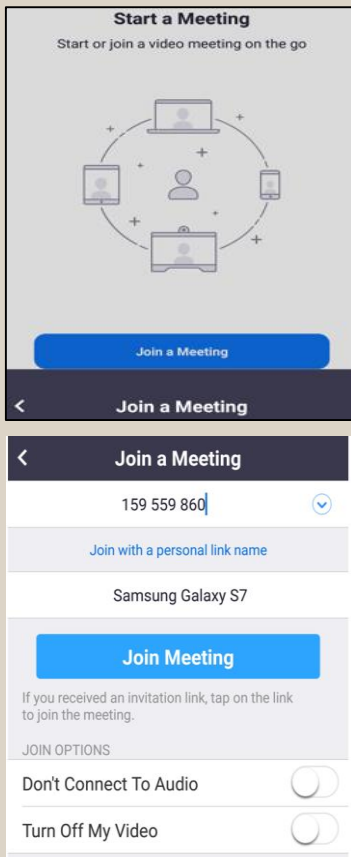 Start a Meeting
Start or join a video meeting on the go
Join a Meeting
Join a Meeting
Join a Meeting
159 559 860
Join with a personal link name
Samsung Galaxy S7
Join Meeting
If you received an invitation link, tap on the link
to join the meeting.
JOIN OPTIONS
Don't Connect To Audio
Turn Off My Video